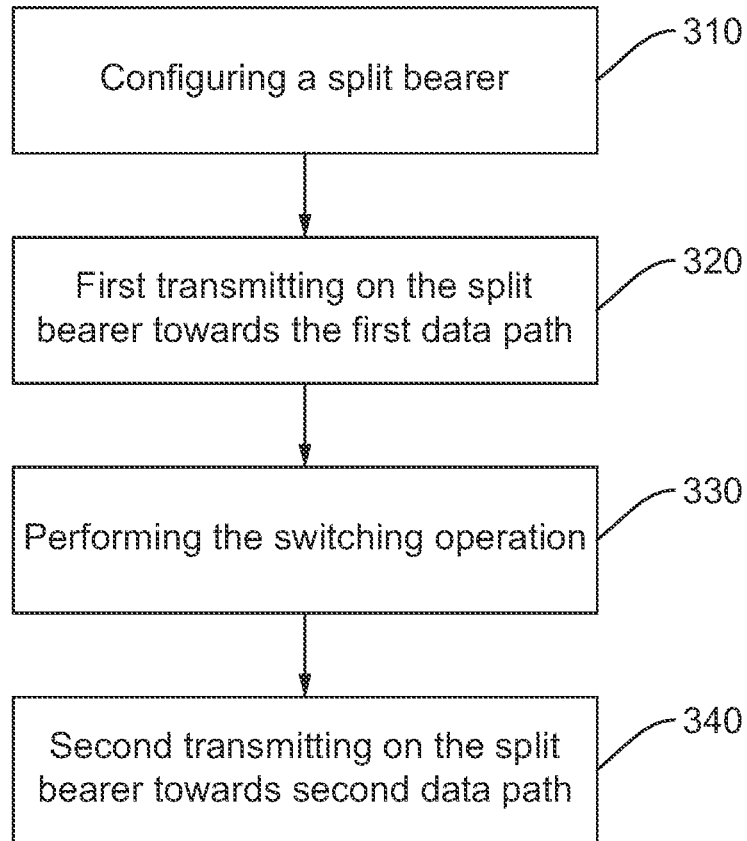 Configuring a split bearer
310
First transmitting on the split
bearer towards the first data path
320
Performing the switching operation
330
Second transmitting on the split
bearer towards second data path
340